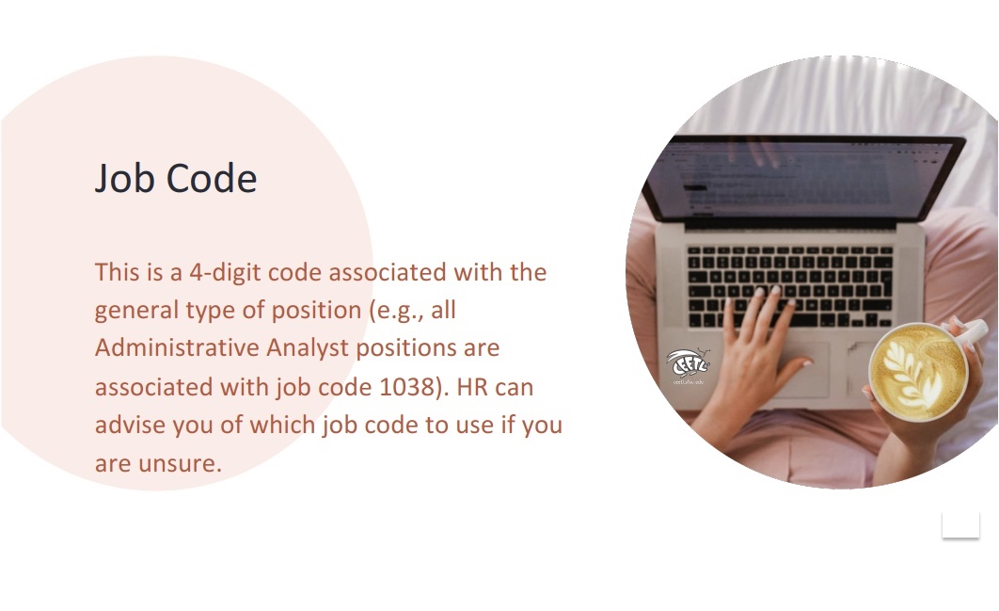 Job Code
This is a 4-digit code associated with the
general type of position (e.g., all
Administrative Analyst positions are
associated with job code 1038). HR can
advise you of which job code to use if you
are unsure.
CEETL